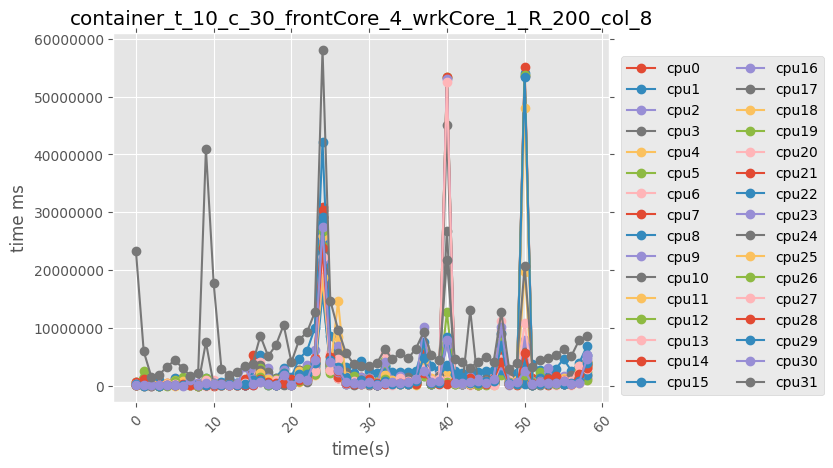 container_t_10_c_30_frontCore_4_wrkCore_1_R_200_col_8
time ms
60000000
50000000
40000000
30000000
20000000
10000000
0
0
10
20
30
40
50
60
time(s)
cpu0
cpu1
cpu2
cpu3
cpu4
cpu5
cpu6
cpu7
cpu8
cpu9
cpu10
cpu11
cpu12
cpu13
cpu14
cpu15
cpu16
cpu17
cpu18
cpu19
cpu20
cpu21
cpu22
cpu23
cpu24
cpu25
cpu26
cpu27
cpu28
cpu29
cpu30
cpu31